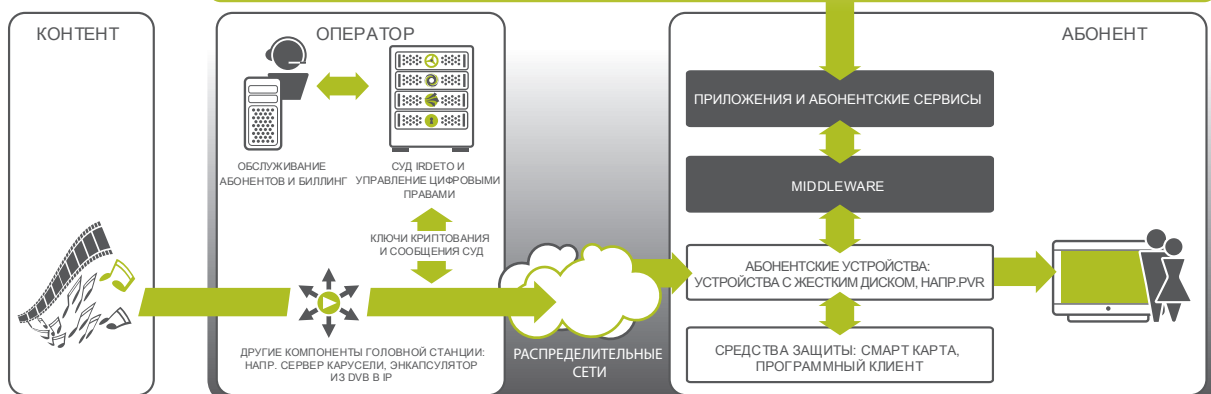 КОНТЕНТ
ОПЕРАТОР
ОБСЛУЖИВАНИЕ
АБОНЕНТОВ И БИЛЛИНГ
СУД IRDETO И
УПРАВЛЕНИЕ ЦИФРОВЫМИ
ПРАВАМИ
КЛЮЧИ КРИПТОВАНИЯ
И СООБЩЕНИЯ СУД
ДРУГИЕ КОМПОНЕНТЫ ГОЛОВНОЙ СТАНЦИИ:
НАПР. СЕРВЕР КАРУСЕЛИ, ЭНКАПСУЛЯТОР
ИЗ DVB В IP
РАСПРЕДЕЛИТЕЛЬНЫЕ
СЕТИ
АБОНЕНТ
ПРИЛОЖЕНИЯ И АБОНЕНТСКИЕ СЕРВИСЫ
MIDDLEWARE
АБОНЕНТСКИЕ УСТРОЙСТВА:
УСТРОЙСТВА С ЖЕСТКИМ ДИСКОМ, НАПР.PVR
СРЕДСТВА ЗАЩИТЫ: СМАРТ КАРТА,
ПРОГРАММНЫЙ КЛИЕНТ